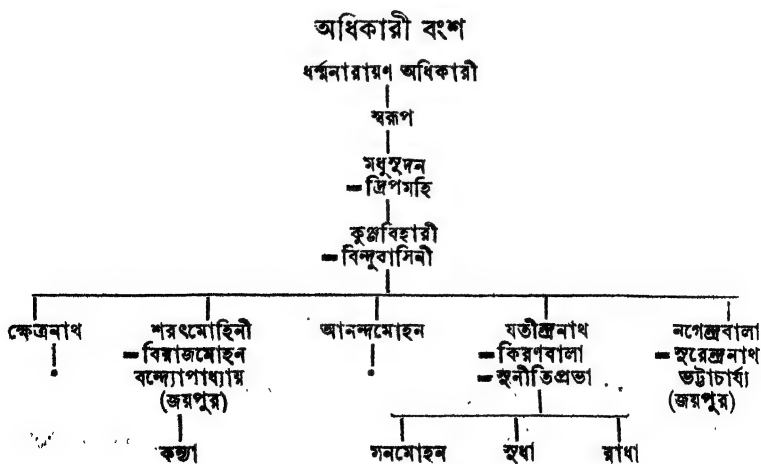 অধিকারী বংশ
ধর্ম্মনারায়ণ অধিকারী
স্বরূপ
মধুসূদন
= দ্রিপমহি
কুঞ্জবিহারী
= বিন্দুবাসিনী
ক্ষেত্রনাথ শরৎমোহিনী আনন্দমোহন যতীন্দ্রনাথ নগেন্দ্রবালা
= বিরাজমোহন = কিরণবালা = সুরেন্দ্রনাথ
বন্দ্যোপাধ্যায় = সুনীতিপ্রভা ভট্টাচার্য্য
(জয়পুর) (জয়পুর)
কন্যা গনমোহন সুধা রাধা